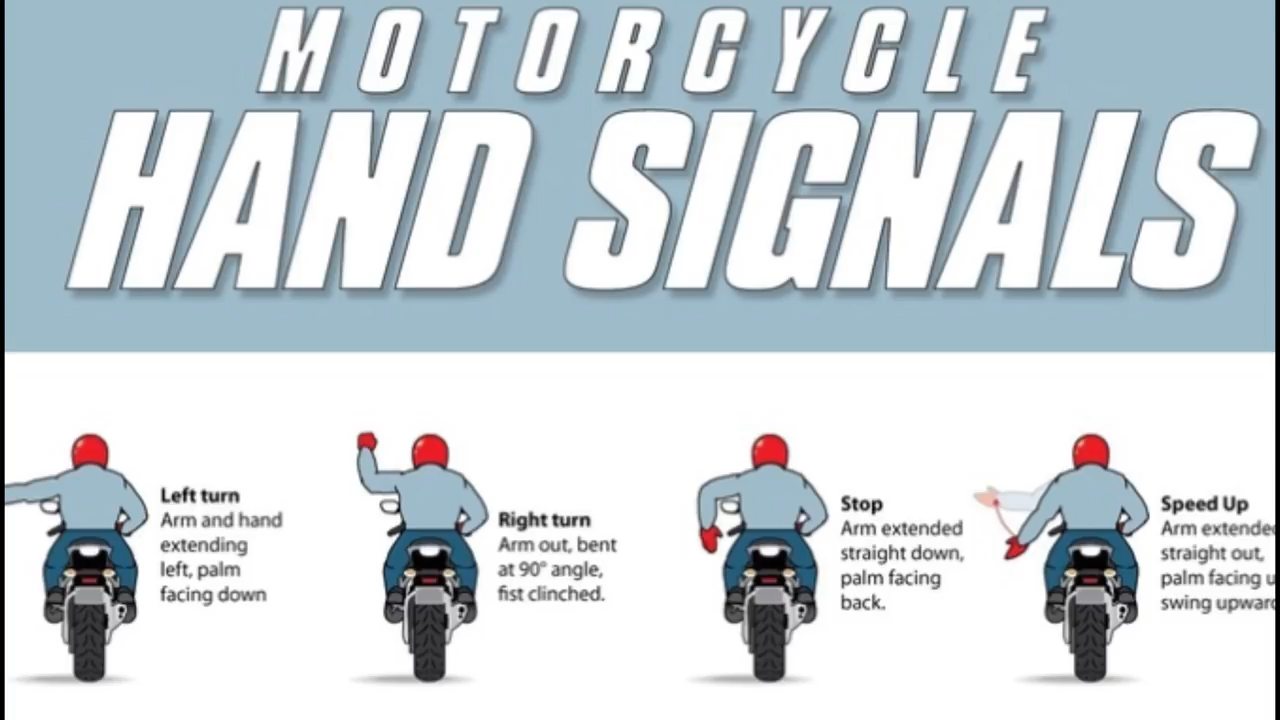 MOTORCYCLE
HAND SIGNALS
Left turn
Arm and hand
extending
left, palm
facing down
Right turn
Arm out, bent
at 90° angle,
fist clinched.
Stop
Arm extended
straight down,
palm facing
back.
Speed Up
Arm extended
straight out,
palm facing
swing